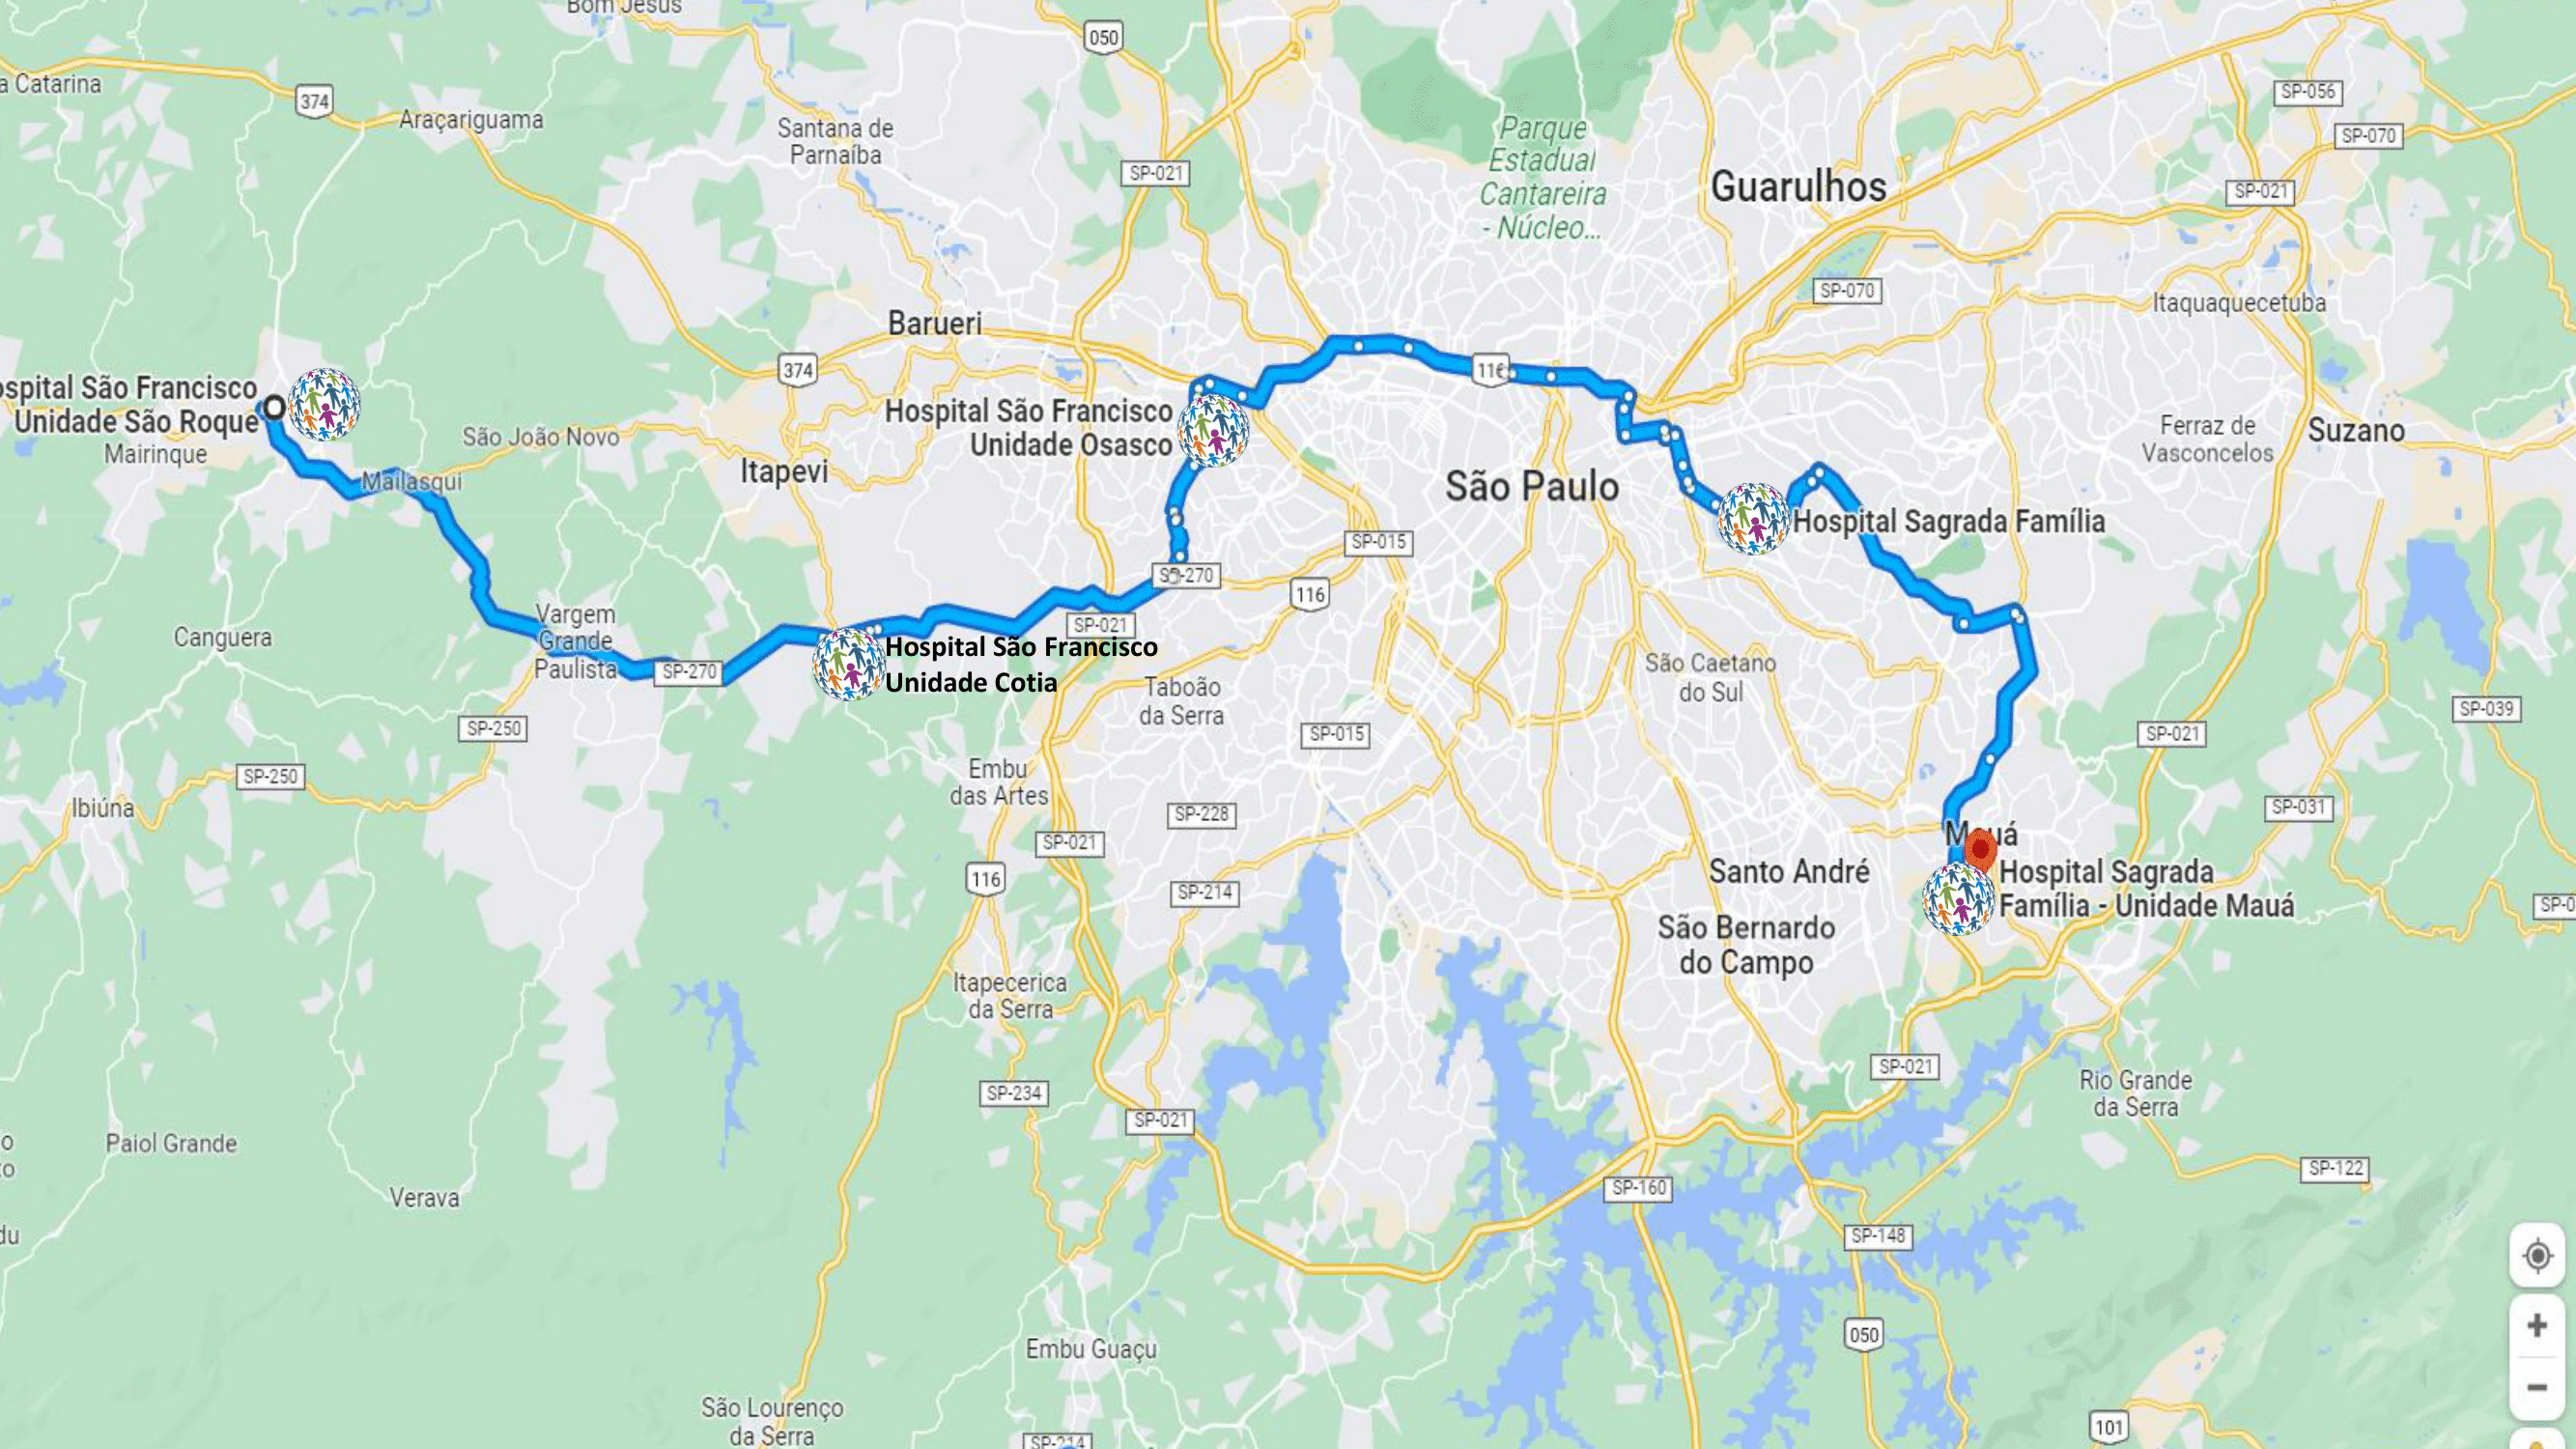 Bom Jesus
050
a Catarina
374
Araçariguama
Santana de
Parnaíba
SP-021
Parque
Estadual
Cantareira
- Núcleo...
Guarulhos
SP-056
SP-070
SP-021
SP-070
Itaquaquecetuba
Barueri
374
116
ospital São Francisco
Unidade São Roque
Mairinque
São João Novo
Mailasqui
Itapevi
Hospital São Francisco
Unidade Osasco
São Paulo
Hospital Sagrada Família
Ferraz de
Vasconcelos
Suzano
SP-015
SP-270
116
Vargem
Grande
Paulista
Canguera
SP-270
SP-021
Hospital São Francisco
Unidade Cotia
Taboão
da Serra
São Caetano
do Sul
SP-039
SP-250
SP-015
SP-021
SP-250
Ibiúna
Embu
das Artes
SP-228
SP-031
SP-021
Mauá
116
SP-214
Santo André
Hospital Sagrada
Família - Unidade Mauá
SP-0
São Bernardo
do Campo
Itapecerica
da Serra
SP-021
SP-234
Rio Grande
da Serra
SP-021
o
to
Paiol Grande
SP-122
Verava
SP-160
du
SP-148
050
Embu Guaçu
São Lourenço
da Serra
SP-214
101
+
−